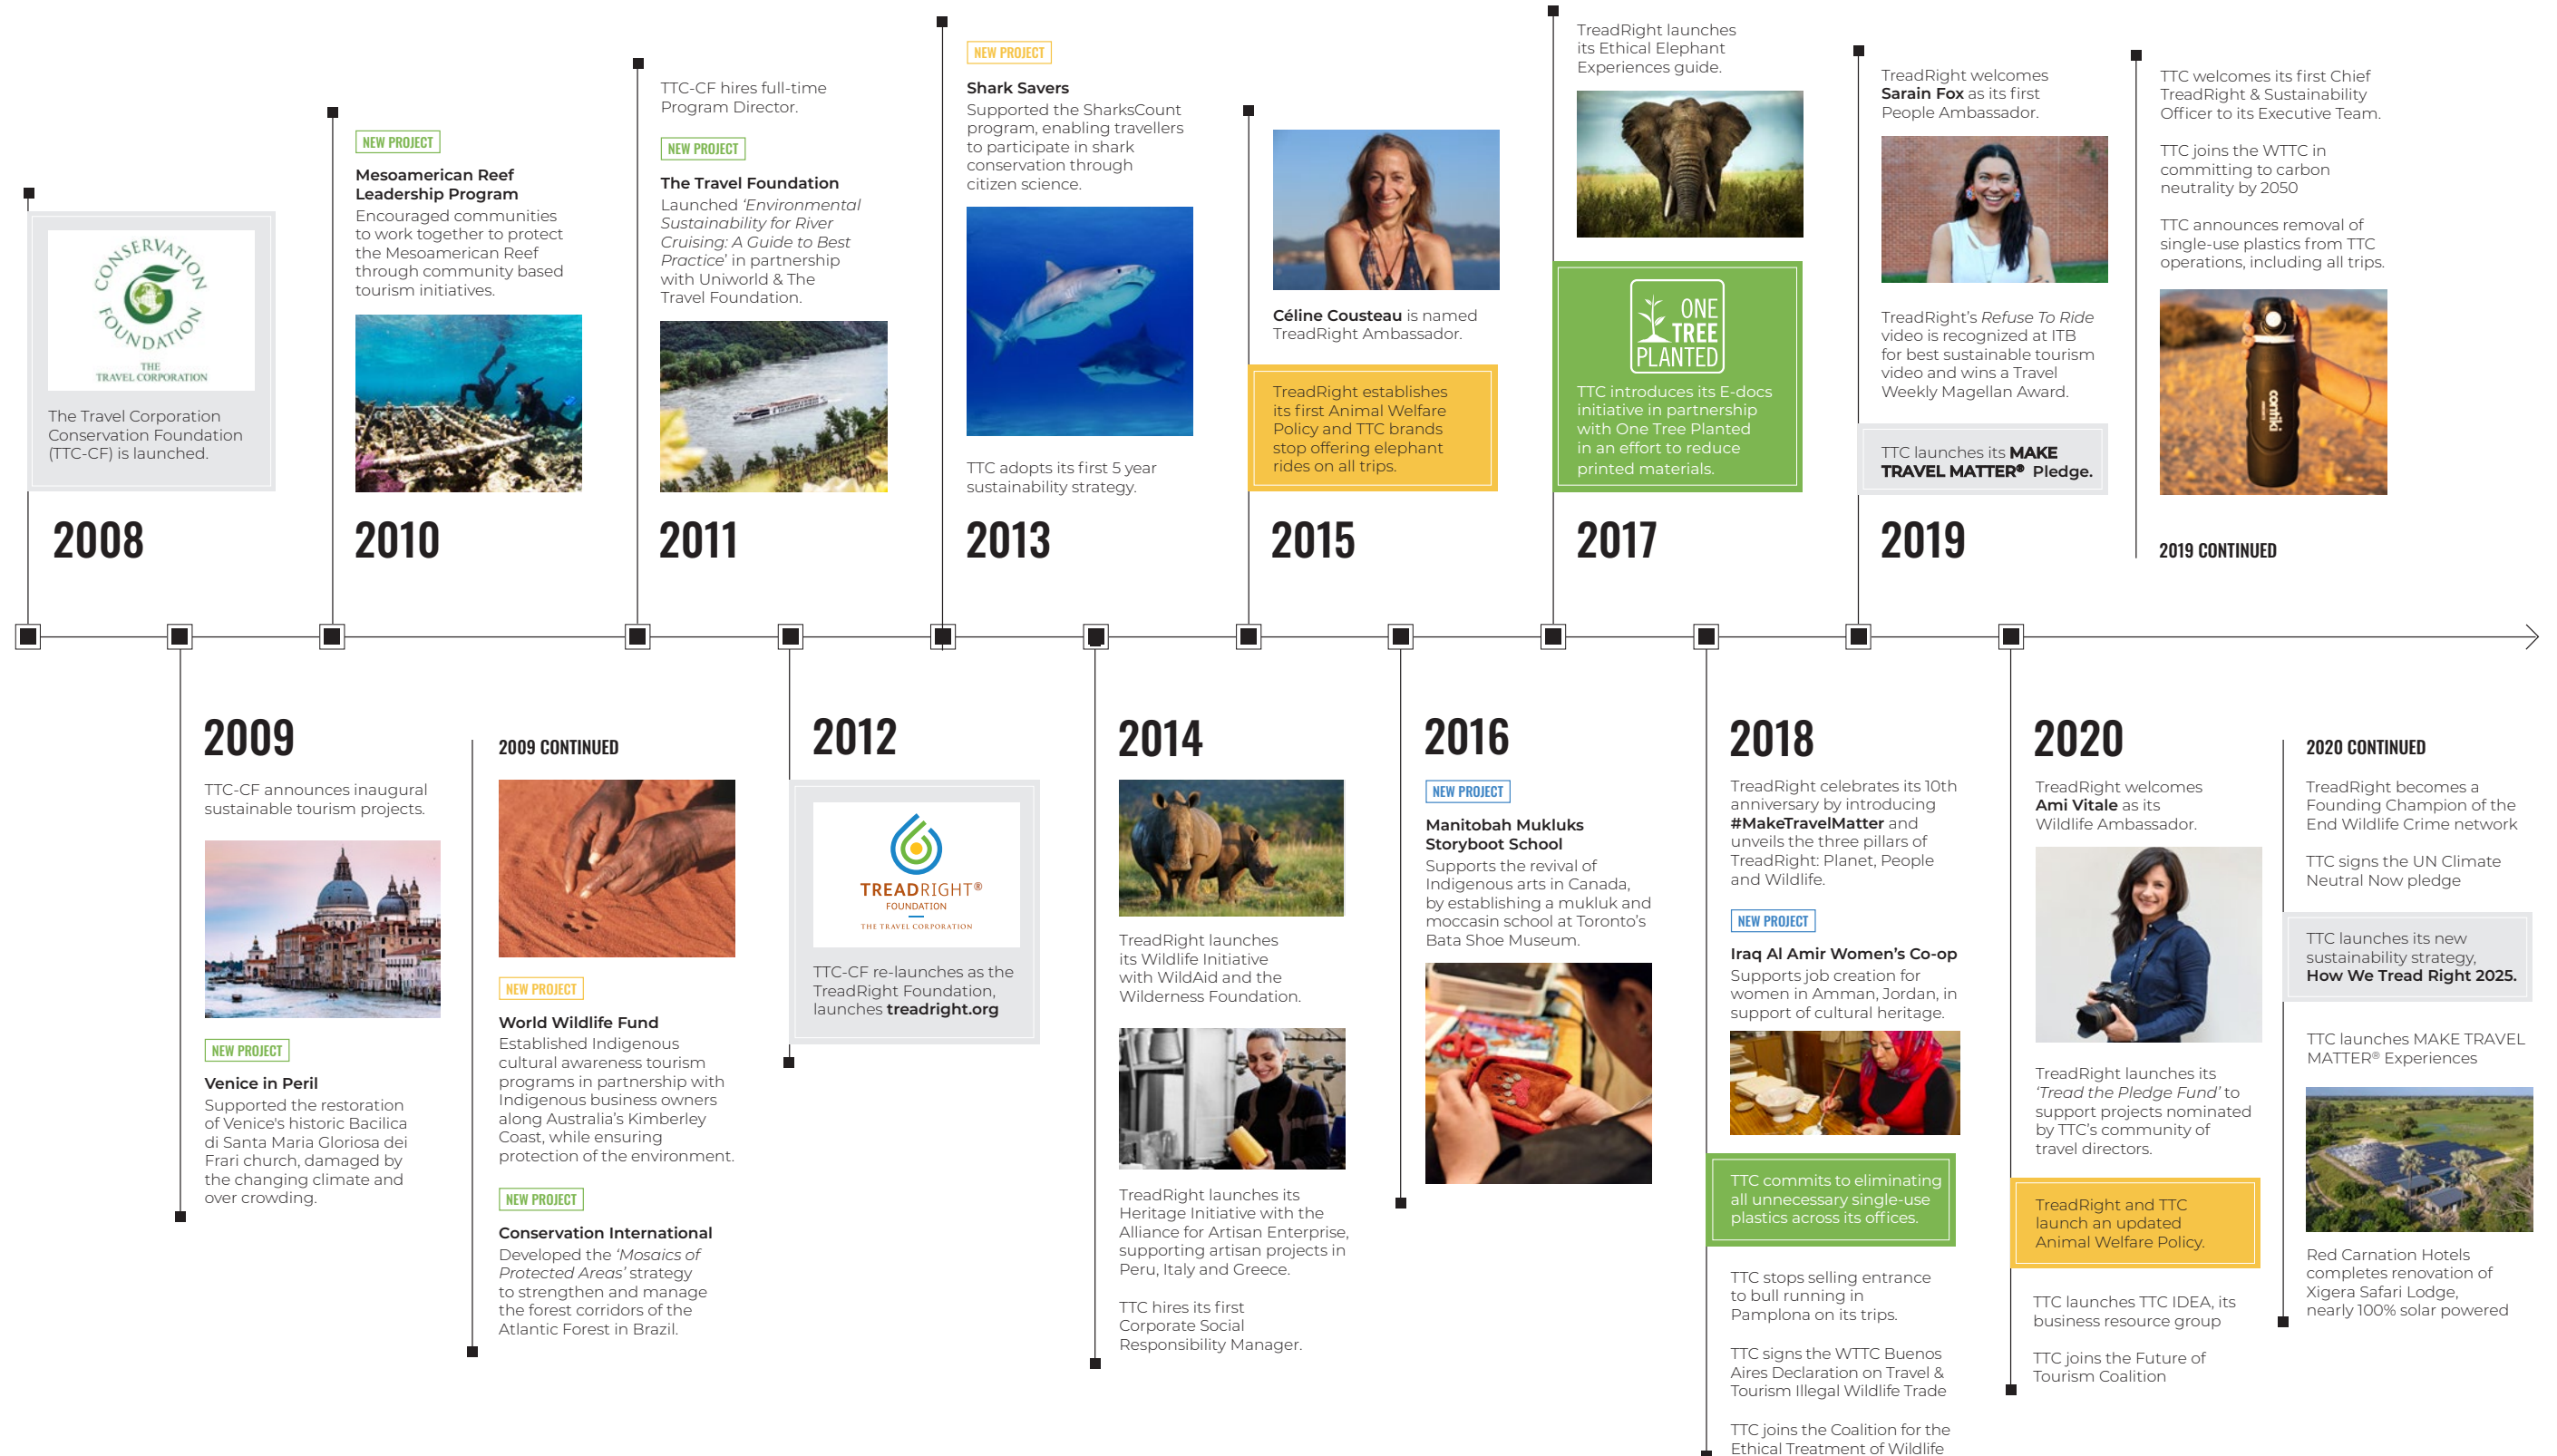 CONSERVATION
FOUNDATION
THE
TRAVEL CORPORATION
The Travel Corporation
Conservation Foundation
(TTC-CF) is launched.
2008
2009
TTC-CF announces inaugural
sustainable tourism projects.
NEW PROJECT
Venice in Peril
Supported the restoration
of Venice's historic Bacilica
di Santa Maria Gloriosa dei
Frari church, damaged by
the changing climate and
over crowding.
2009 CONTINUED
NEW PROJECT
World Wildlife Fund
Established Indigenous
cultural awareness tourism
programs in partnership with
Indigenous business owners
along Australia's Kimberley
Coast, while ensuring
protection of the environment.
NEW PROJECT
Conservation International
Developed the 'Mosaics of
Protected Areas' strategy
to strengthen and manage
the forest corridors of the
Atlantic Forest in Brazil.
NEW PROJECT
Mesoamerican Reef
Leadership Program
Encouraged communities
to work together to protect
the Mesoamerican Reef
through community based
tourism initiatives.
2010
TTC-CF hires full-time
Program Director.
NEW PROJECT
The Travel Foundation
Launched 'Environmental
Sustainability for River
Cruising: A Guide to Best
Practice' in partnership
with Uniworld & The
Travel Foundation.
2011
2012
TREADRIGHT®
FOUNDATION
THE TRAVEL CORPORATION
TTC-CF re-launches as the
TreadRight Foundation,
launches treadright.org
NEW PROJECT
Shark Savers
Supported the SharksCount
program, enabling travellers
to participate in shark
conservation through
citizen science.
TTC adopts its first 5 year
sustainability strategy.
2013
2014
TreadRight launches
its Wildlife Initiative
with WildAid and the
Wilderness Foundation.
TreadRight launches its
Heritage Initiative with the
Alliance for Artisan Enterprise,
supporting artisan projects in
Peru, Italy and Greece.
TTC hires its first
Corporate Social
Responsibility Manager.
Céline Cousteau is named
TreadRight Ambassador.
TreadRight establishes
its first Animal Welfare
Policy and TTC brands
stop offering elephant
rides on all trips.
2015
2016
NEW PROJECT
Manitobah Mukluks
Storyboot School
Supports the revival of
Indigenous arts in Canada,
by establishing a mukluk and
moccasin school at Toronto's
Bata Shoe Museum.
TreadRight launches
its Ethical Elephant
Experiences guide.
ONE
TREE
PLANTED
TTC introduces its E-docs
initiative in partnership
with One Tree Planted
in an effort to reduce
printed materials.
2017
2018
TreadRight celebrates its 10th
anniversary by introducing
#MakeTravelMatter and
unveils the three pillars of
TreadRight: Planet, People
and Wildlife.
NEW PROJECT
Iraq Al Amir Women's Co-op
Supports job creation for
women in Amman, Jordan, in
support of cultural heritage.
TTC commits to eliminating
all unnecessary single-use
plastics across its offices.
TTC stops selling entrance
to bull running in
Pamplona on its trips.
TTC signs the WTTC Buenos
Aires Declaration on Travel &
Tourism Illegal Wildlife Trade
TTC joins the Coalition for the
Ethical Treatment of Wildlife
TreadRight welcomes
Sarain Fox as its first
People Ambassador.
TreadRight's Refuse To Ride
video is recognized at ITB
for best sustainable tourism
video and wins a Travel
Weekly Magellan Award.
TTC launches its MAKE
TRAVEL MATTER® Pledge.
2019
TTC welcomes its first Chief
TreadRight & Sustainability
Officer to its Executive Team.
TTC joins the WTTC in
committing to carbon
neutrality by 2050
TTC announces removal of
single-use plastics from TTC
operations, including all trips.
contiki
2019 CONTINUED
2020
TreadRight welcomes
Ami Vitale as its
Wildlife Ambassador.
TreadRight launches its
'Tread the Pledge Fund' to
support projects nominated
by TTC's community of
travel directors.
TreadRight and TTC
launch an updated
Animal Welfare Policy.
TTC launches TTC IDEA, its
business resource group
TTC joins the Future of
Tourism Coalition
2020 CONTINUED
TreadRight becomes a
Founding Champion of the
End Wildlife Crime network
TTC signs the UN Climate
Neutral Now pledge
TTC launches its new
sustainability strategy,
How We Tread Right 2025.
TTC launches MAKE TRAVEL
MATTER® Experiences
Red Carnation Hotels
completes renovation of
Xigera Safari Lodge,
nearly 100% solar powered